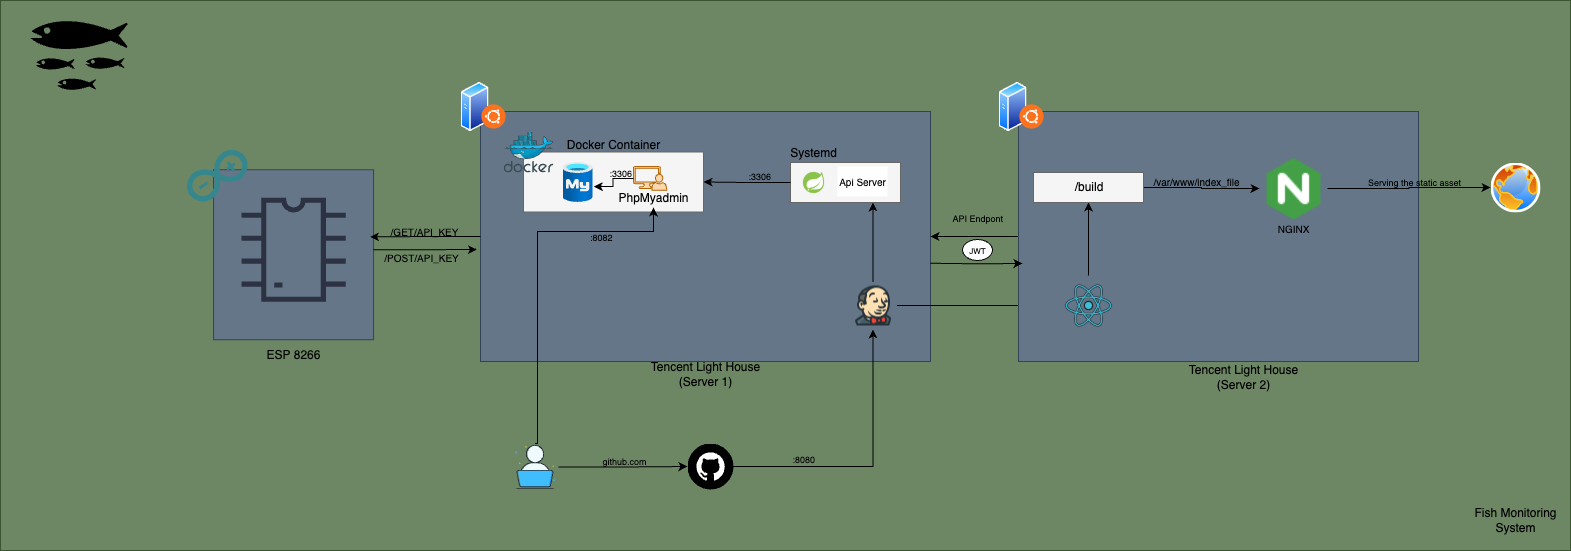 Docker Container
docker
My
:3306
PhpMyadmin
:3306
Systemd
Api Server
/GET/API_KEY
/POST/API_KEY
:8082
ESP 8266
API Endpont
JWT
/build
/var/www/index_file
N
NGINX
Serving the static asset
Tencent Light House
(Server 1)
Tencent Light House
(Server 2)
github.com
:8080
Fish Monitoring
System